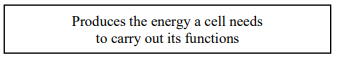 Produces the energy a cell needs
to carry out its functions